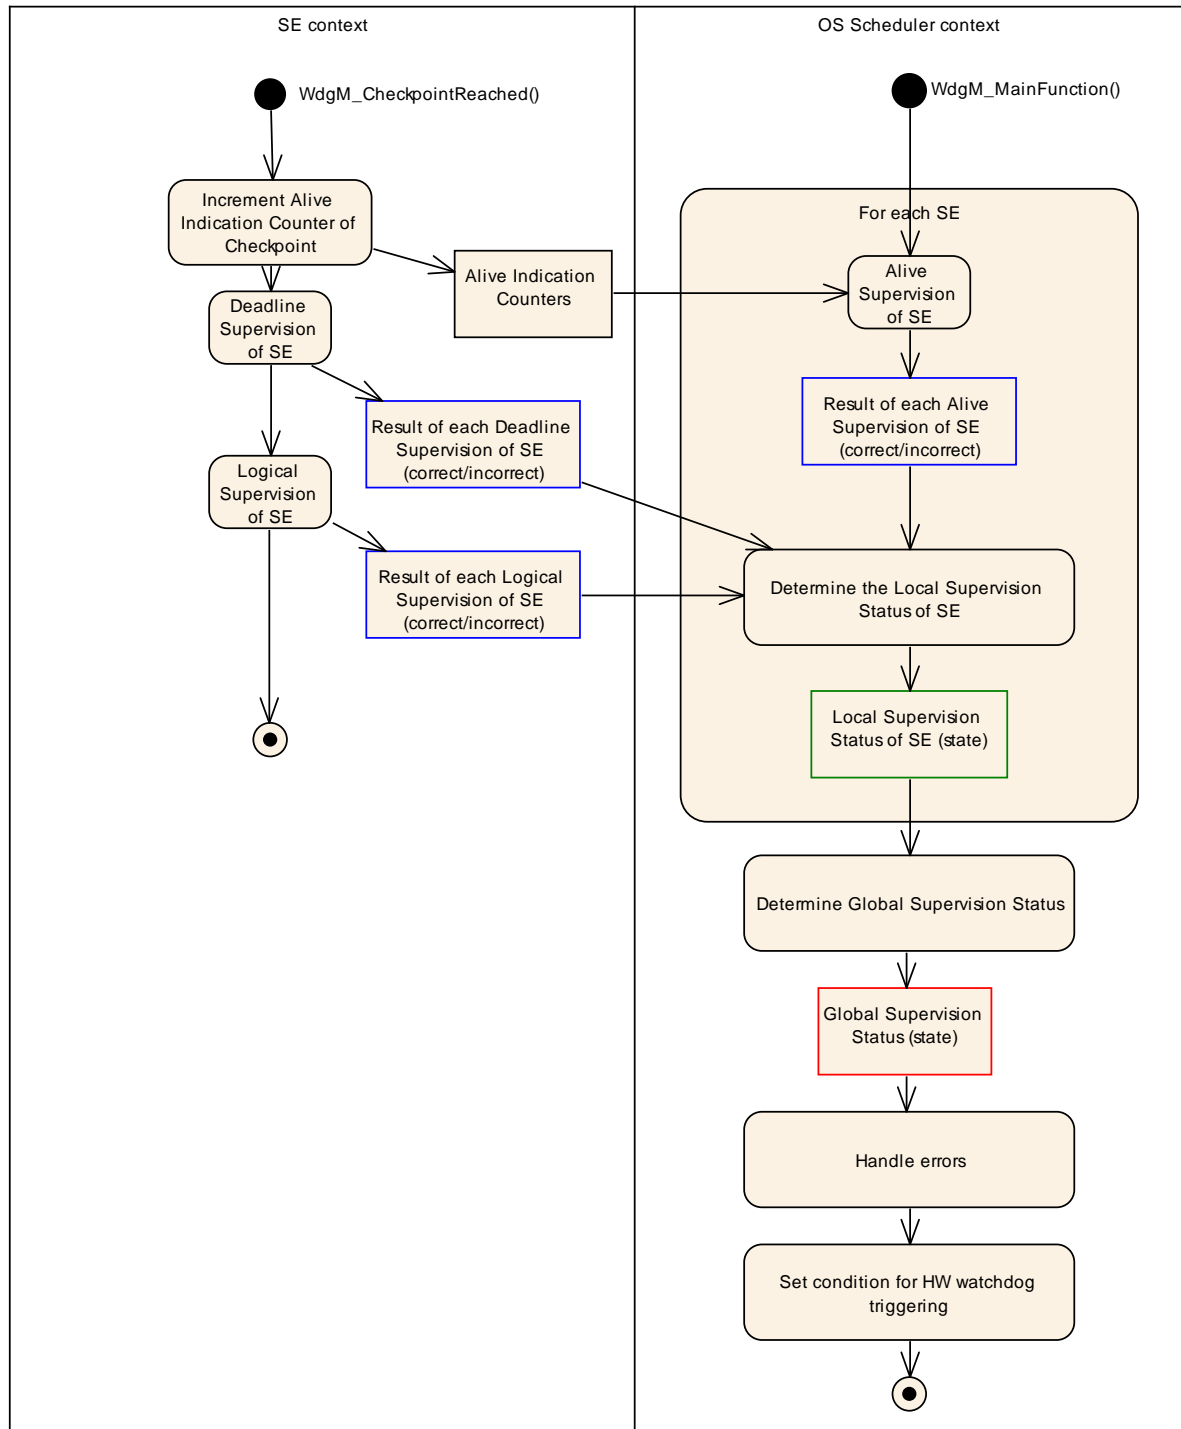 SE context
WdgM_CheckpointReached()
Increment Alive
Indication Counter of
Checkpoint
Alive Indication
Counters
Deadline
Supervision
of SE
Result of each Deadline
Supervision of SE
(correct/incorrect)
Logical
Supervision
of SE
Result of each Logical
Supervision of SE
(correct/incorrect)
OS Scheduler context
WdgM_MainFunction()
For each SE
Alive
Supervision
of SE
Result of each Alive
Supervision of SE
(correct/incorrect)
Determine the Local Supervision
Status of SE
Local Supervision
Status of SE (state)
Determine Global Supervision Status
Global Supervision
Status (state)
Handle errors
Set condition for HW watchdog
triggering